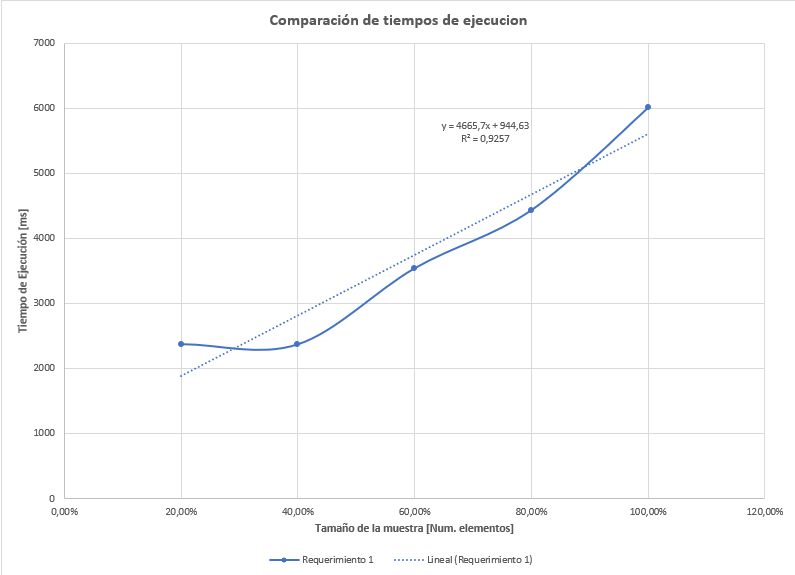 Comparación de tiempos de ejecucion
7000
6000
5000
4000
3000
2000
1000
0
Tiempo de Ejecución [ms]
y = 4665,7x + 944,63
R² = 0,9257
0,00% 20,00% 40,00% 60,00% 80,00% 100,00% 120,00%
Tamaño de la muestra [Num. elementos]
Requerimiento 1 Lineal (Requerimiento 1)